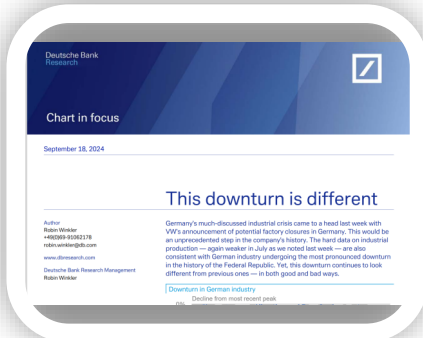 Deutsche Bank
Research
Chart in focus
September 18, 2024
This downturn is different
Author
Robin Winkler
+49(0)69-91062178
robin.winkler@db.com
www.dbresearch.com
Deutsche Bank Research Management
Robin Winkler
Germany's much-discussed industrial crisis came to a head last week with
VW's announcement of potential factory closures in Germany. This would be
an unprecedented step in the company's history. The hard data on industrial
production — again weaker in July as we noted last week — are also
consistent with German industry undergoing the most pronounced downturn
in the history of the Federal Republic. Yet, this downturn continues to look
different from previous ones — in both good and bad ways.
Downturn in German industry
Decline from most recent peak